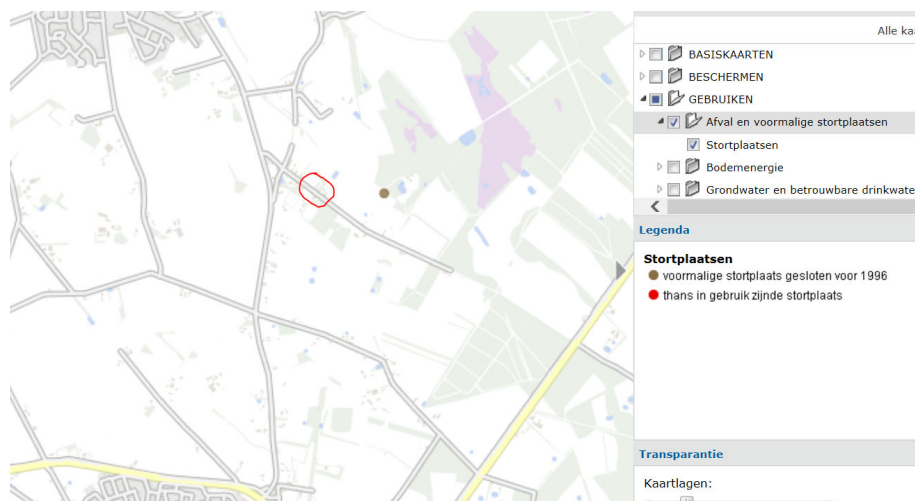 Alle ka
BASISKAARTEN
BESCHERMEN
GEBRUIKEN
Afval en voormalige stortplaatsen
Stortplaatsen
Bodemenergie
Grondwater en betrouwbare drinkwate
Legenda
Stortplaatsen
voormalige stortplaats gesloten voor 1996
thans in gebruik zijnde stortplaats
Transparantie
Kaartlagen: